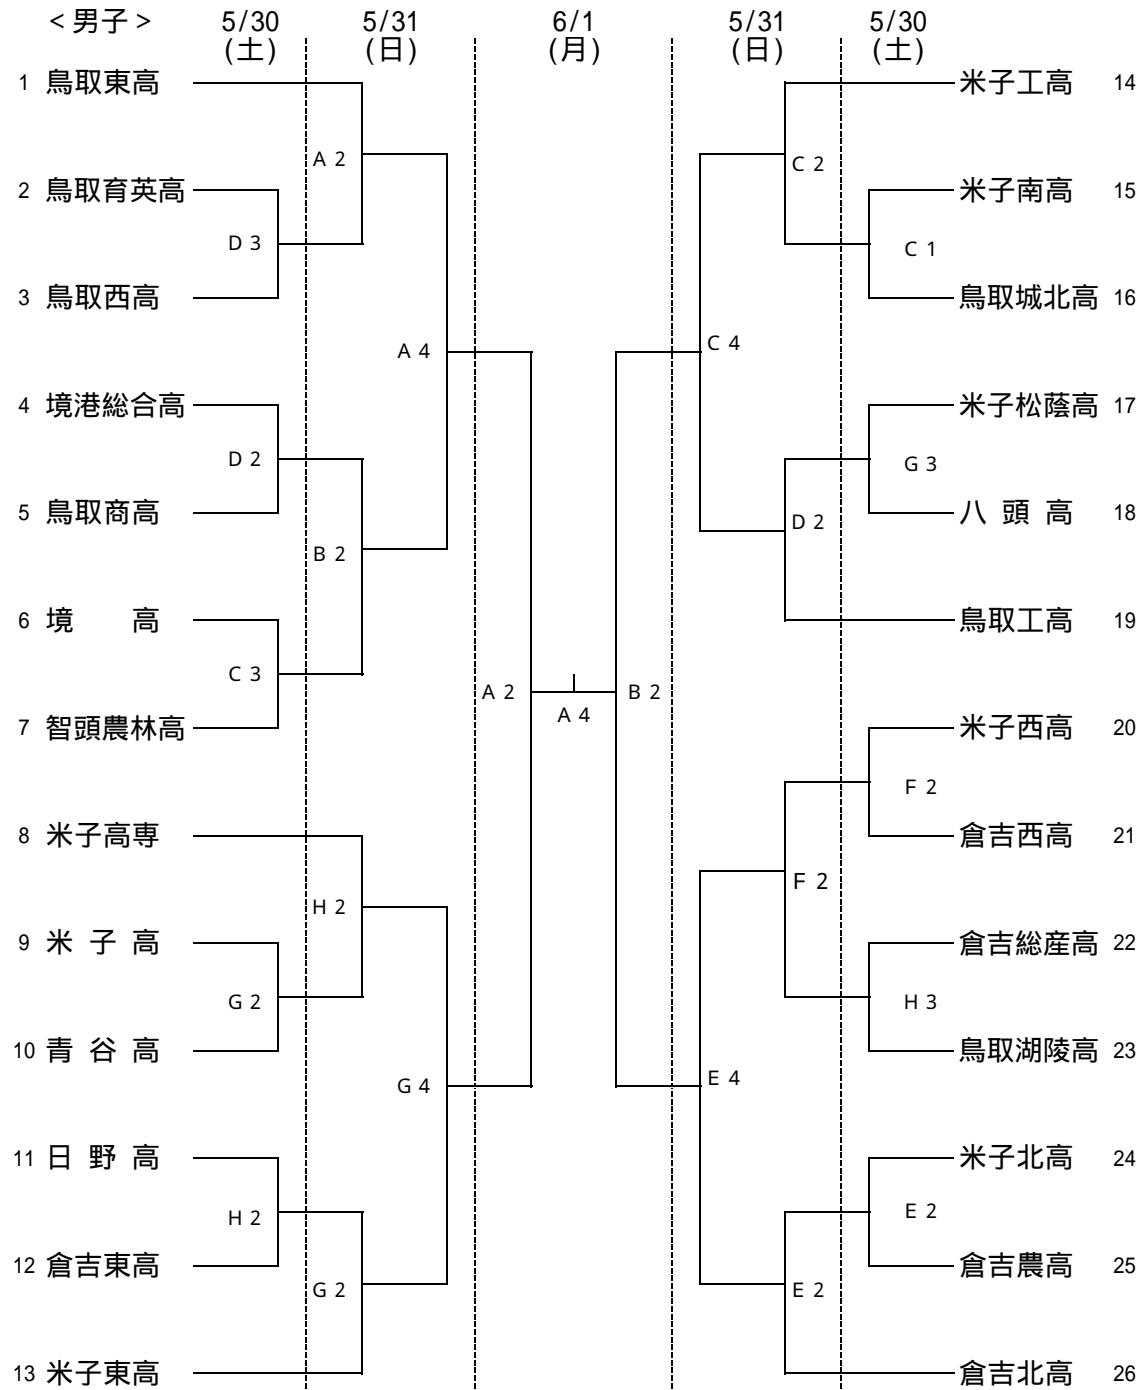 ＜男子＞ 5/30 5/31 6/1 5/31 5/30
(土) (日) (月) (日) (土)
1 鳥取東高 米子工高 14
A 2 C 2
2 鳥取育英高 米子南高 15
D 3 C 1
3 鳥取西高 鳥取城北高 16
A 4 C 4
4 境港総合高 米子松蔭高 17
D 2 G 3
5 鳥取商高 D 2 八頭高 18
B 2
6 境 高 鳥取工高 19
C 3
A 2 B 2
A 4
7 智頭農林高 米子西高 20
F 2
8 米子高専 倉吉西高 21
H 2 F 2
9 米子高 倉吉総産高 22
G 2 H 3
10 青谷高 鳥取湖陵高 23
G 4 E 4
11 日野高 米子北高 24
H 2 E 2
12 倉吉東高 倉吉農高 25
G 2 E 2
13 米子東高 倉吉北高 26